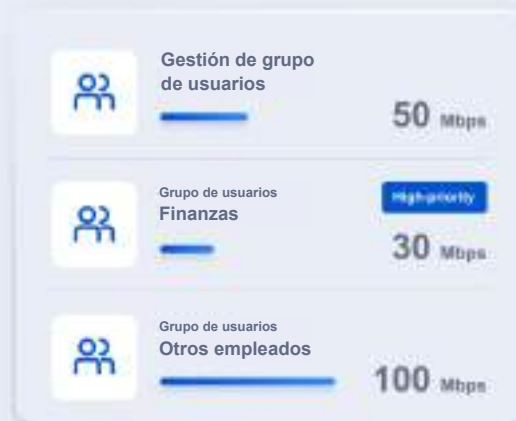 Gestión de grupo
de usuarios
50 Mbps
Grupo de usuarios
High-priority
Finanzas
30 Mbps
Grupo de usuarios
Otros empleados
100 Mbps